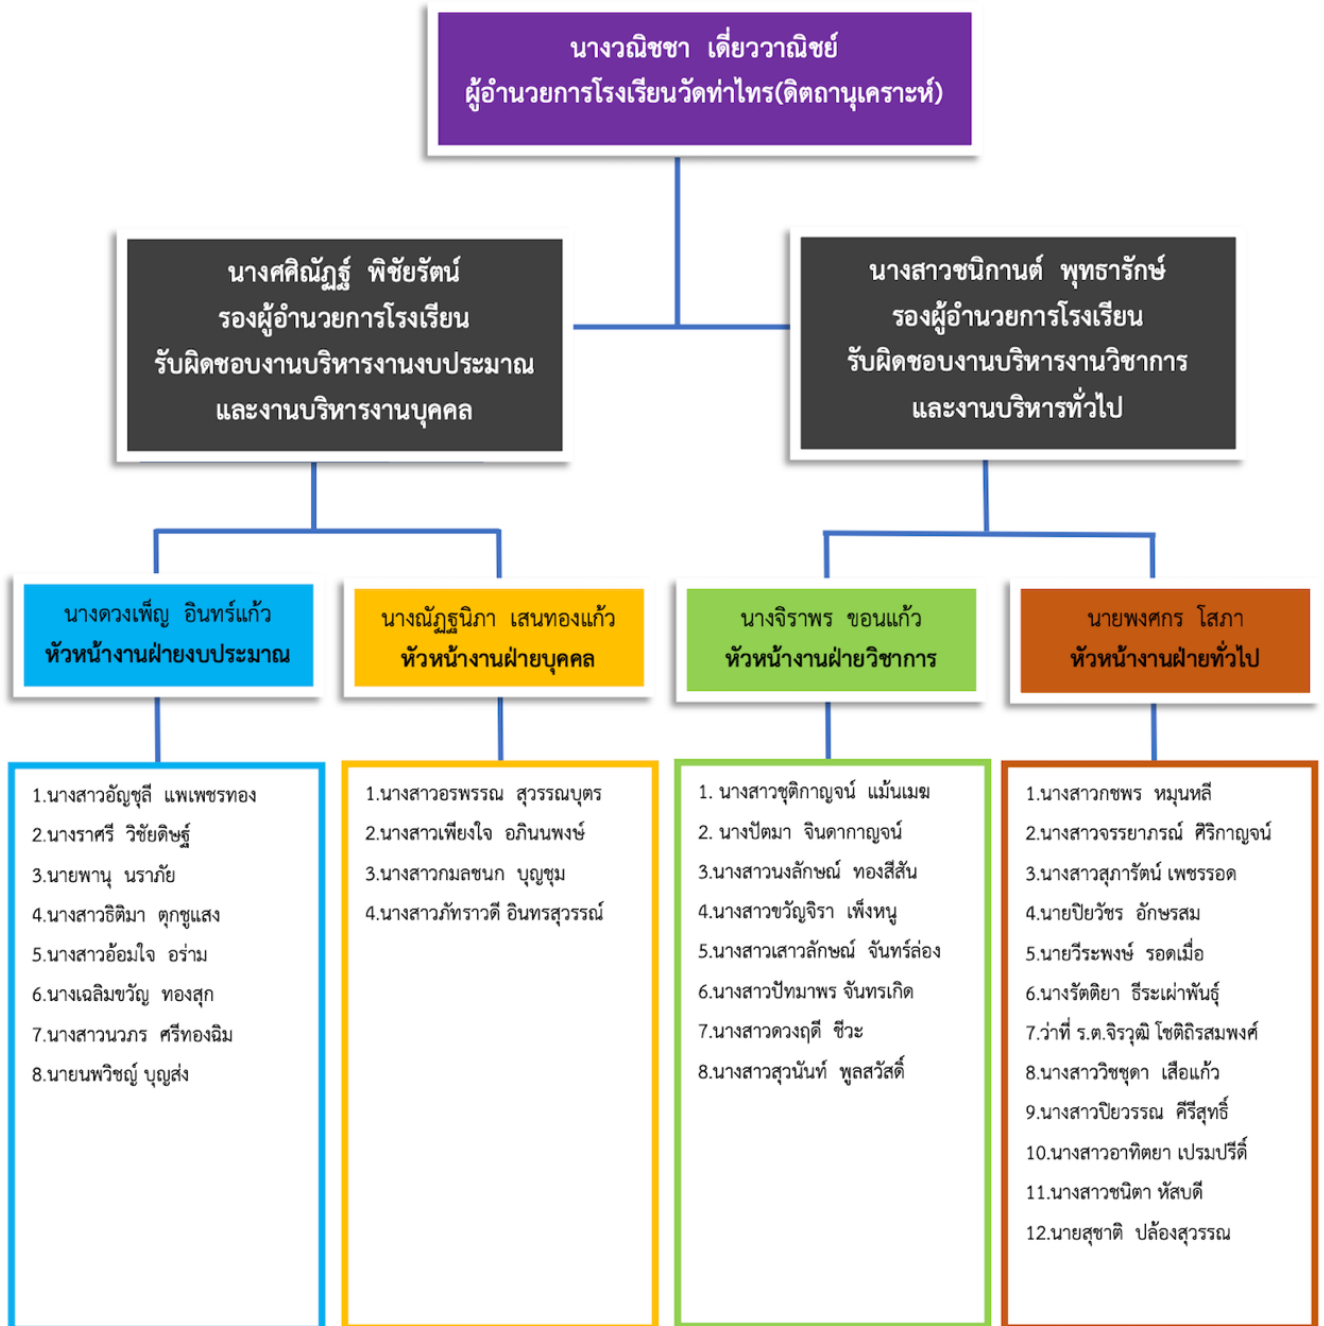 นางวณิชชา เดี่ยววาณิชย์
ผู้อำนวยการโรงเรียนวัดท่าไทร(ดิตถานุเคราะห์)
นางศศิณัฏฐ์ พิชัยรัตน์
รองผู้อำนวยการโรงเรียน
รับผิดชอบงานบริหารงานงบประมาณ
และงานบริหารงานบุคคล
นางสาวชนิกานต์ พุทธารักษ์
รองผู้อำนวยการโรงเรียน
รับผิดชอบงานบริหารงานวิชาการ
และงานบริหารทั่วไป
นางดวงเพ็ญ อินทร์แก้ว
หัวหน้างานฝ่ายงบประมาณ
นางณัฏฐนิภา เสนทองแก้ว
หัวหน้างานฝ่ายบุคคล
นางจิราพร ขอนแก้ว
หัวหน้างานฝ่ายวิชาการ
นายพงศกร โสภา
หัวหน้างานฝ่ายทั่วไป
1.นางสาวอัญชุลี แพเพชรทอง
2.นางราศรี วิชัยดิษฐ์
3.นายพานุ นราภัย
4.นางสาวธิติมา ตุกชูแสง
5.นางสาวอ้อมใจ อร่าม
6.นางเฉลิมขวัญ ทองสุก
7.นางสาวนวภร ศรีทองฉิม
8.นายนพวิชญ์ บุญส่ง
1.นางสาวอรพรรณ สุวรรณบุตร
2.นางสาวเพียงใจ อภินนพงษ์
3.นางสาวกมลชนก บุญชุม
4.นางสาวภัทราวดี อินทรสุวรรณ์
1. นางสาวชุติกาญจน์ แม้นเมฆ
2. นางปัตมา จินดากาญจน์
3.นางสาวนงลักษณ์ ทองสีสัน
4.นางสาวขวัญจิรา เพ็งหนู
5.นางสาวเสาวลักษณ์ จันทร์ล่อง
6.นางสาวปัทมาพร จันทรเกิด
7.นางสาวดวงฤดี ชีวะ
8.นางสาวสุวนันท์ พูลสวัสดิ์
1.นางสาวกชพร หมุนหลี
2.นางสาวจรรยาภรณ์ ศิริกาญจน์
3.นางสาวสุภารัตน์ เพชรรอด
4.นายปิยวัชร อักษรสม
5.นายวีระพงษ์ รอดเมื่อ
6.นางรัตติยา ธีระเผ่าพันธุ์
7.ว่าที่ ร.ต.จิรวุฒิ โชติถิรสมพงศ์
8.นางสาววิชชุดา เสือแก้ว
9.นางสาวปิยวรรณ คีรีสุทธิ์
10.นางสาวอาทิตยา เปรมปรีดิ์
11.นางสาวชนิตา หัสบดี
12.นายสุชาติ ปล้องสุวรรณ